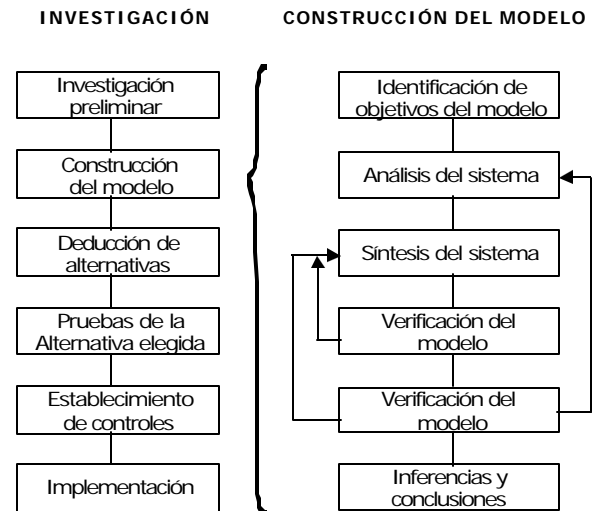 INVESTIGACIÓN
Investigación
preliminar
Construcción
del modelo
Deducción de
alternativas
Pruebas de la
Alternativa elegida
Establecimiento
de controles
Implementación
CONSTRUCCIÓN DEL MODELO
Identificación de
objetivos del modelo
Análisis del sistema
Síntesis del sistema
Verificación del
modelo
Verificación del
modelo
Inferencias y
conclusiones